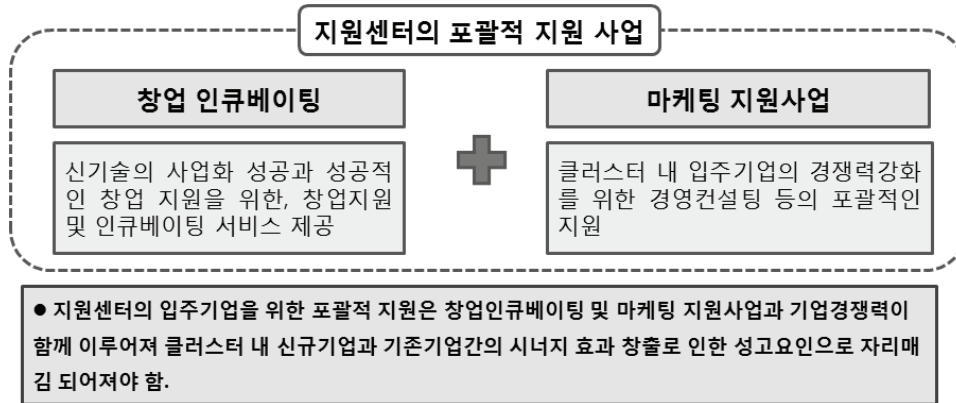 지원센터의 포괄적 지원 사업
창업 인큐베이팅
신기술의 사업화 성공과 성공적
인 창업 지원을 위한, 창업지원
및 인큐베이팅 서비스 제공
마케팅 지원사업
클러스터 내 입주기업의 경쟁력강화
를 위한 경영컨설팅 등의 포괄적인
지원
● 지원센터의 입주기업을 위한 포괄적 지원은 창업인큐베이팅 및 마케팅 지원사업과 기업경쟁력이
함께 이루어져 클러스터 내 신규기업과 기존기업간의 시너지 효과 창출로 인한 성고요인으로 자리매
김 되어져야 함.